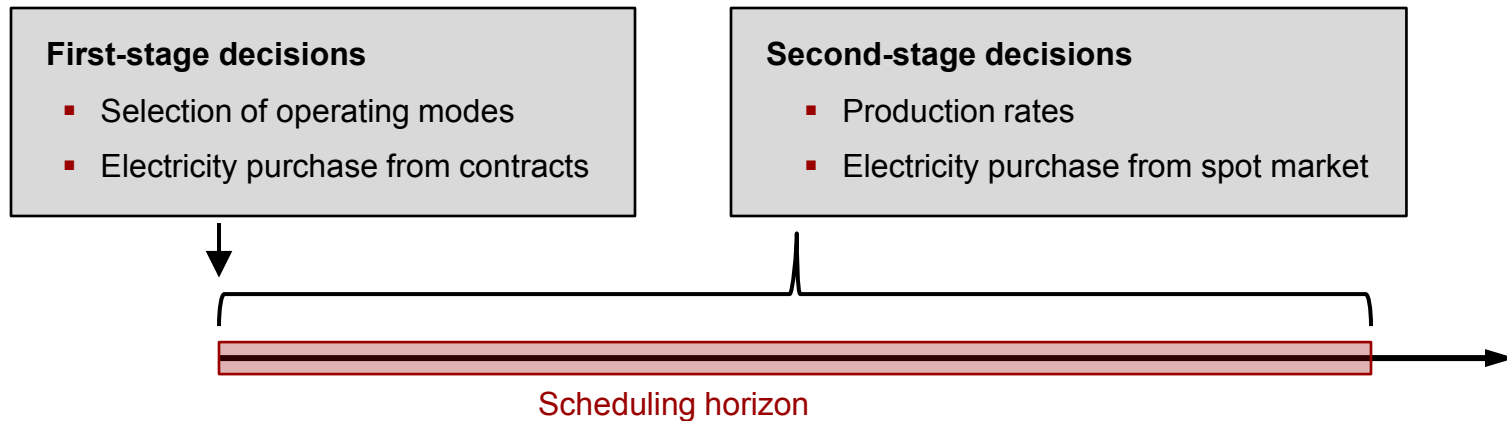 First-stage decisions
▪ Selection of operating modes
▪ Electricity purchase from contracts
Second-stage decisions
▪ Production rates
▪ Electricity purchase from spot market
Scheduling horizon